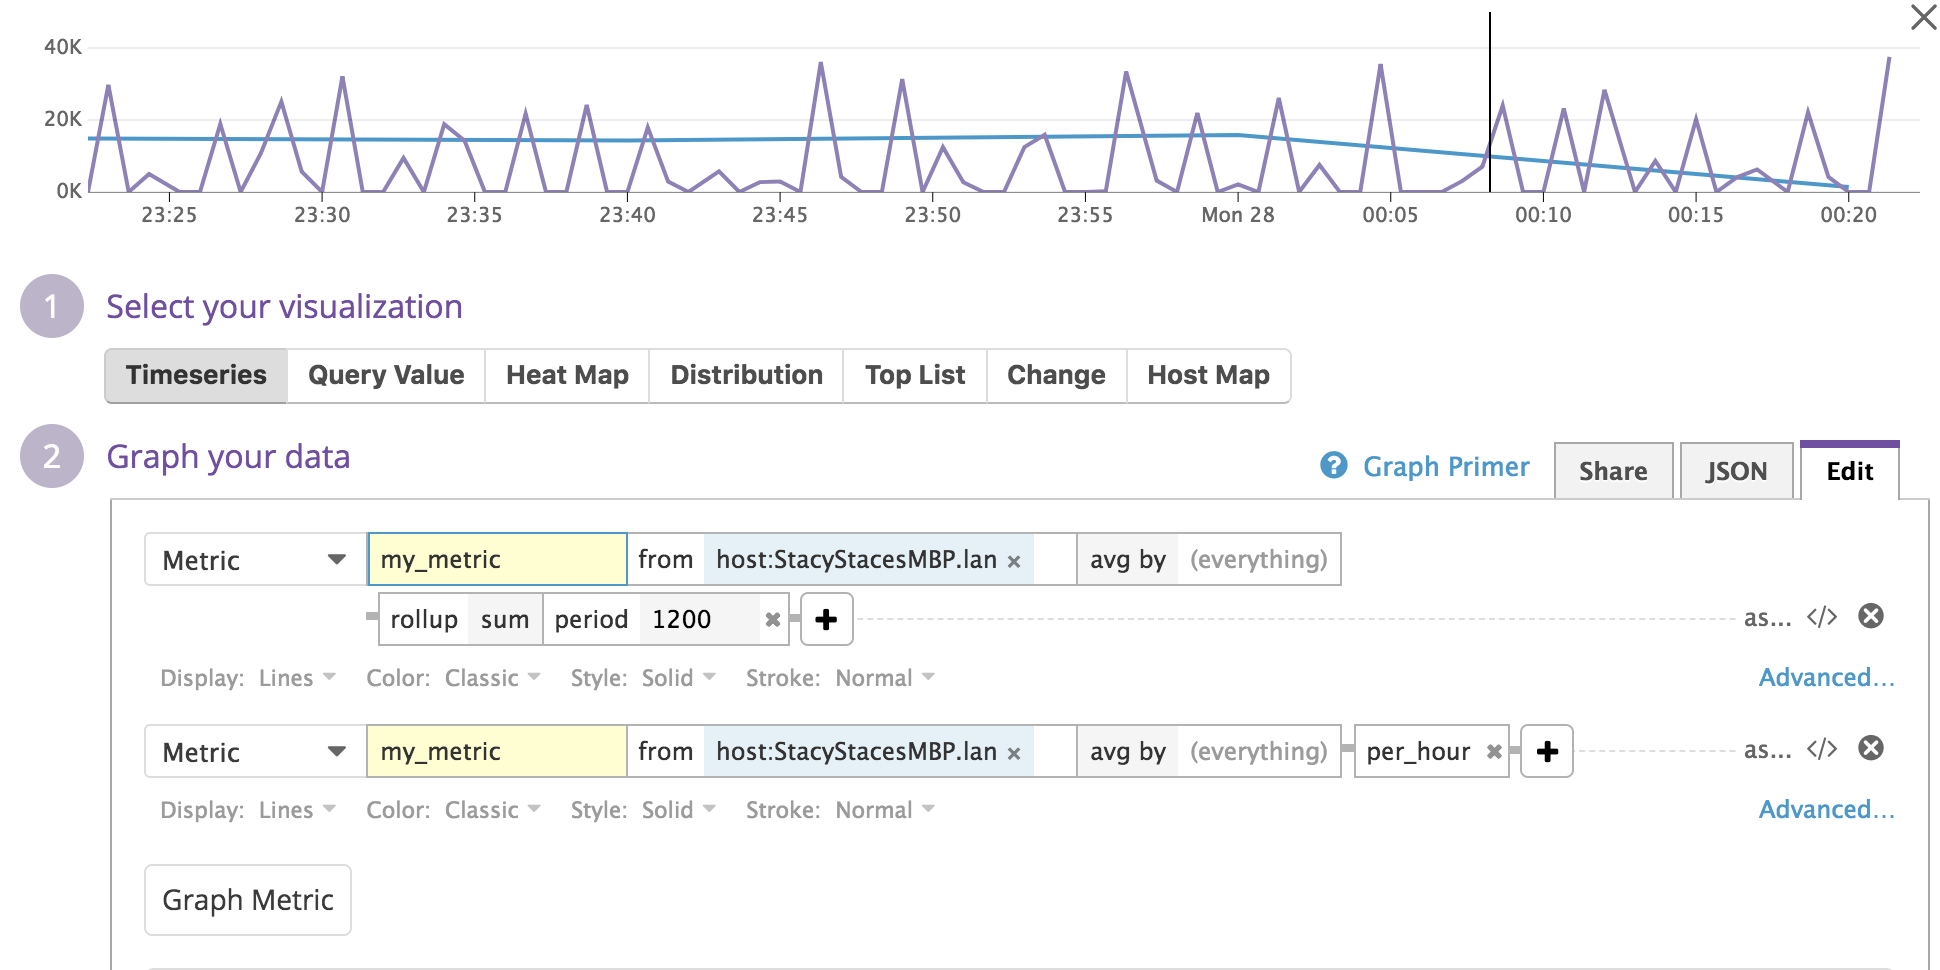 40K
20K
0K
23:25 23:30 23:35 23:40 23:45 23:50 23:55 Mon 28 00:05 00:10 00:15 00:20
1 Select your visualization
Timeseries Query Value Heat Map Distribution Top List Change Host Map
2 Graph your data
? Graph Primer Share JSON Edit
Metric my_metric from host:StacyStacesMBP.lan × avg by (everything)
rollup sum period 1200 × + as... </> ×
Display: Lines Color: Classic Style: Solid Stroke: Normal Advanced...
Metric my_metric from host:StacyStacesMBP.lan × avg by (everything) per_hour × + as... </> ×
Display: Lines Color: Classic Style: Solid Stroke: Normal Advanced...
Graph Metric